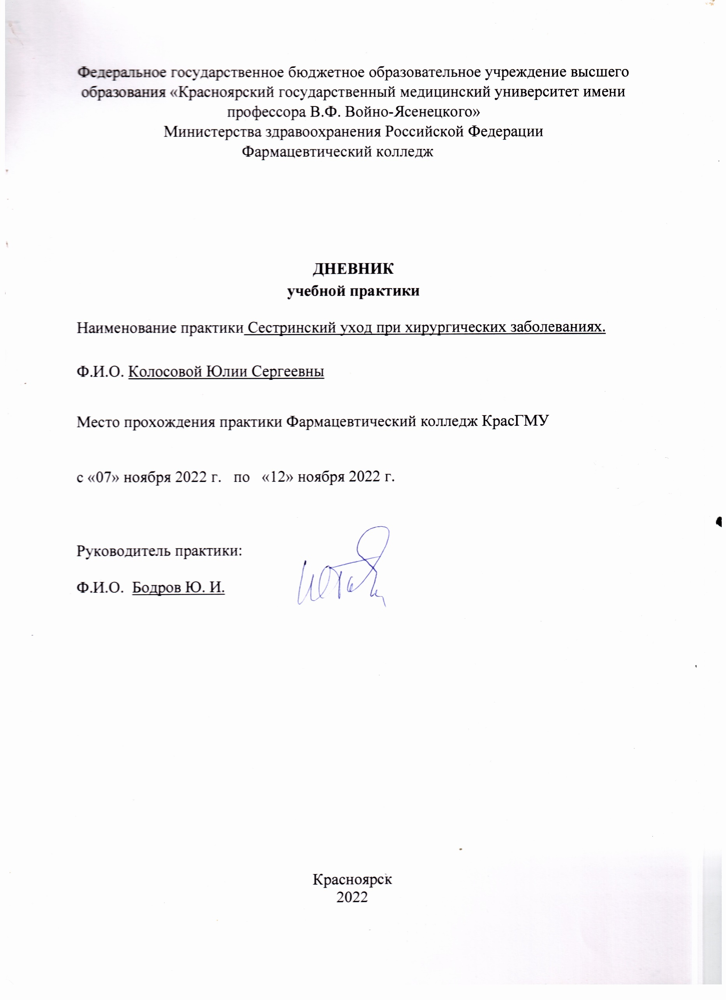 Федеральное государственное бюджетное образовательное учреждение высшего
образования «Красноярский государственный медицинский университет имени
профессора В.Ф. Войно-Ясенецкого»
Министерства здравоохранения Российской Федерации
Фармацевтический колледж
ДНЕВНИК
учебной практики
Наименование практики Сестринский уход при хирургических заболеваниях.
Ф.И.О. Колосовой Юлии Сергеевны
Место прохождения практики Фармацевтический колледж КрасГМУ
с «07» ноября 2022 г. по «12» ноября 2022 г.
Руководитель практики:
Ф.И.О. Бодров Ю. И.
Красноярск
2022